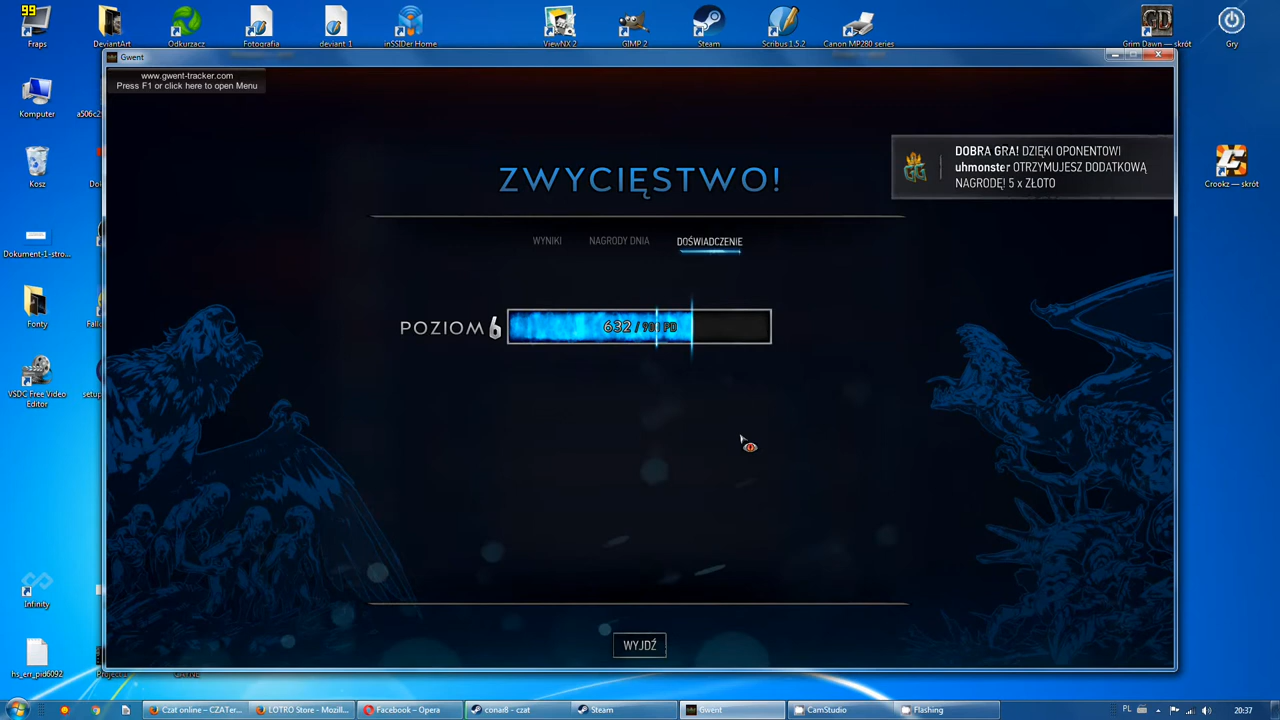 99
Fraps
DeviantArt
Odkurzacz
Fotografia
deviant 1
inSSIDer Home
ViewNX 2
GIMP 2
Steam
Scribus 1.5.2
Canon MP280 series
Grim Dawn — skrót
Gry
Gwent
www.gwent-tracker.com
Press F1 or click here to open Menu
Komputer
Kosz
Crookz — skrót
Dokument-1-stro...
Fonty
VSDC Free Video
Editor
Infinity
hs_err_pid6092
DOBRA GRA! DZIĘKI OPONENTOWI
uhmonster OTRZYMUJESZ DODATKOWĄ
NAGRODĘ! 5 x ZŁOTO
GG
ZWYCIĘSTWO!
WYNIKI
NAGRODY DNIA
DOŚWIADCZENIE
POZIOM 6
632 / 900 PD
WYJDŹ
Czat online – CZATer...
LOTRO Store - Mozill...
Facebook – Opera
conar8 – czat
Steam
Gwent
CamStudio
Flashing
PL
20:37